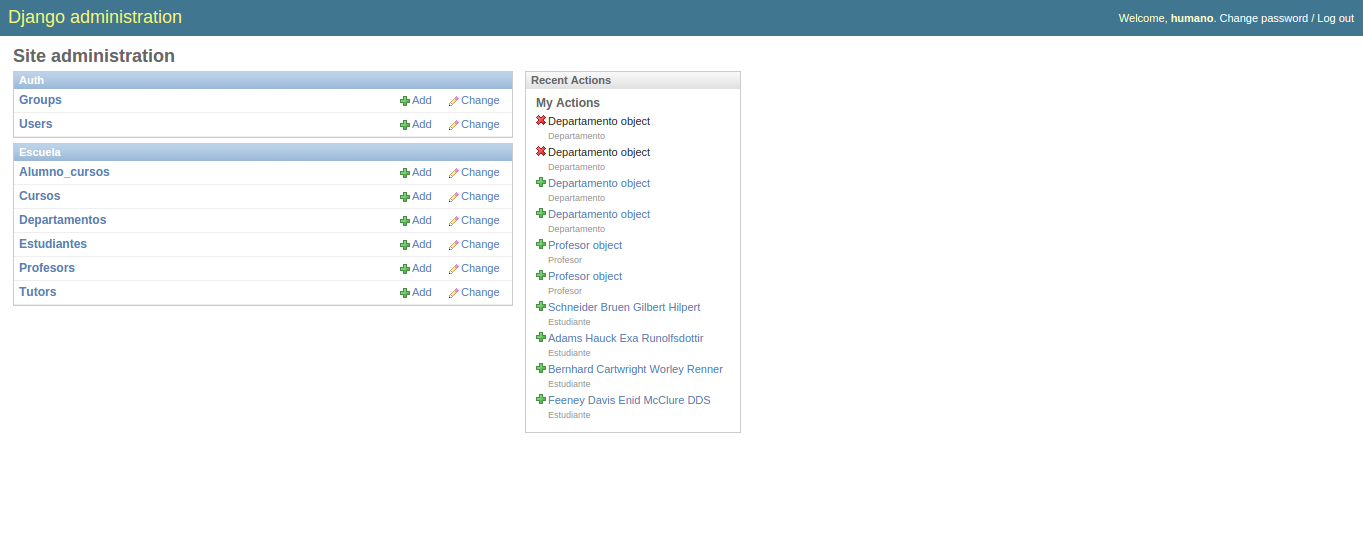 Django administration
Welcome, humano. Change password / Log out
Site administration
Auth
Groups Add Change
Users Add Change
Escuela
Alumno_cursos Add Change
Cursos Add Change
Departamentos Add Change
Estudiantes Add Change
Profesors Add Change
Tutors Add Change
Recent Actions
My Actions
Departamento object
Departamento
Departamento object
Departamento
Departamento object
Departamento
Departamento object
Departamento
Profesor object
Profesor
Profesor object
Profesor
Schneider Bruen Gilbert Hilpert
Estudiante
Adams Hauck Exa Runolfsdottir
Estudiante
Bernhard Cartwright Worley Renner
Estudiante
Feeney Davis Enid McClure DDS
Estudiante